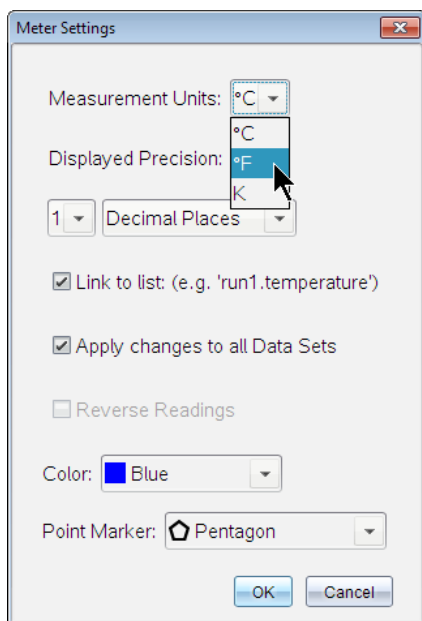 Meter Settings
Measurement Units: °C
°C
Displayed Precision: °F
K
1 Decimal Places
Link to list: (e.g. 'run1.temperature')
Apply changes to all Data Sets
Reverse Readings
Color: Blue
Point Marker: Pentagon
OK Cancel